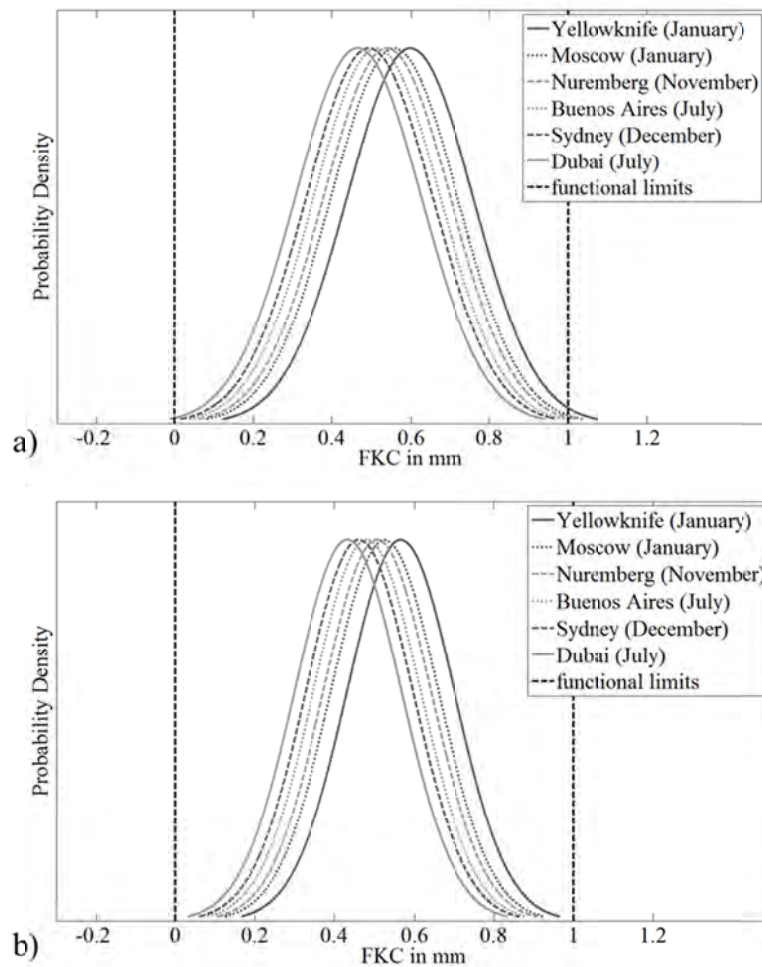 Yellowknife (January)
Moscow (January)
Nuremberg (November)
Buenos Aires (July)
Sydney (December)
Dubai (July)
functional limits
Probability Density
-0.2 0 0.2 0.4 0.6 0.8 1 1.2
FKC in mm
a)
Yellowknife (January)
Moscow (January)
Nuremberg (November)
Buenos Aires (July)
Sydney (December)
Dubai (July)
functional limits
Probability Density
-0.2 0 0.2 0.4 0.6 0.8 1 1.2
FKC in mm
b)